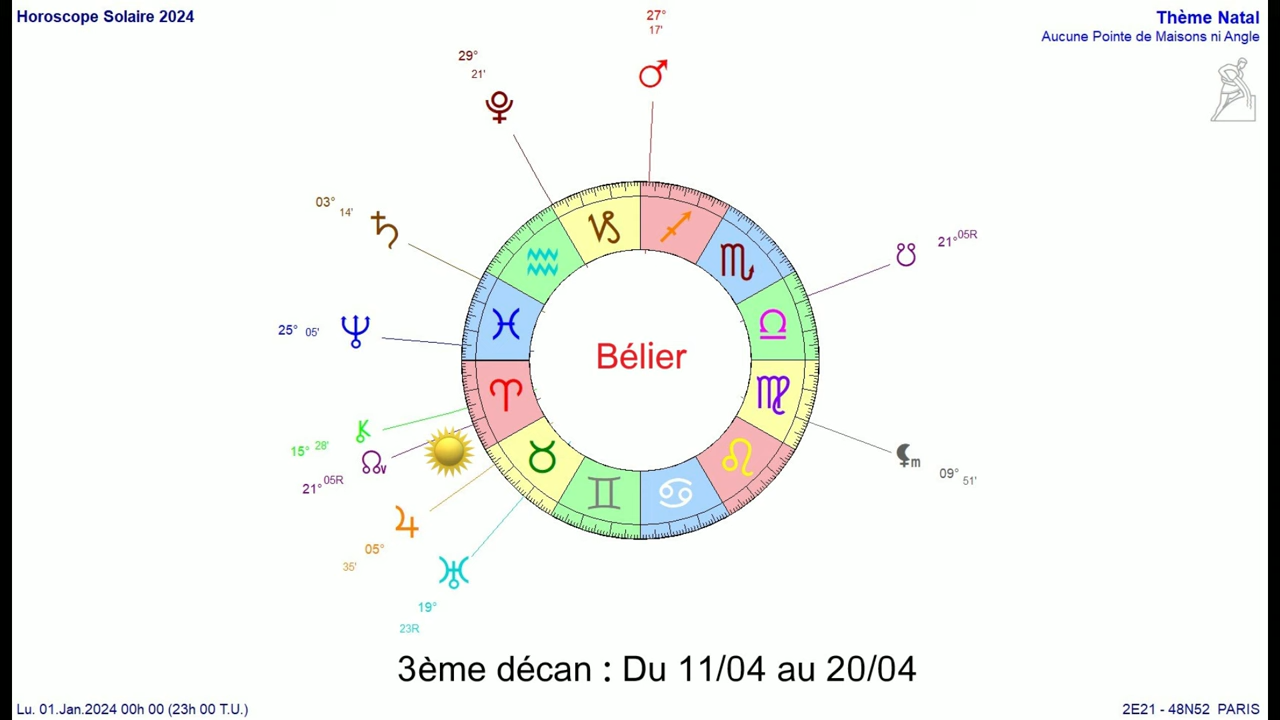 Horoscope Solaire 2024
Thème Natal
Aucune Pointe de Maisons ni Angle
27°
17'
29°
21'
03°
14'
21° 05R
25° 05'
Bélier
15° 28'
21° 05R
m
09°
51'
05°
35'
19°
23R
3ème décan : Du 11/04 au 20/04
Lu. 01.Jan.2024 00h 00 (23h 00 T.U.)
2E21 - 48N52 PARIS